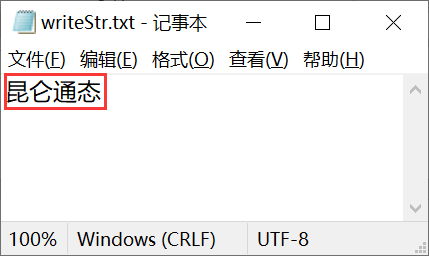 writeStr.txt - 记事本
文件(F) 编辑(E) 格式(O) 查看(V) 帮助(H)
昆仑通态
100% Windows (CRLF) UTF-8